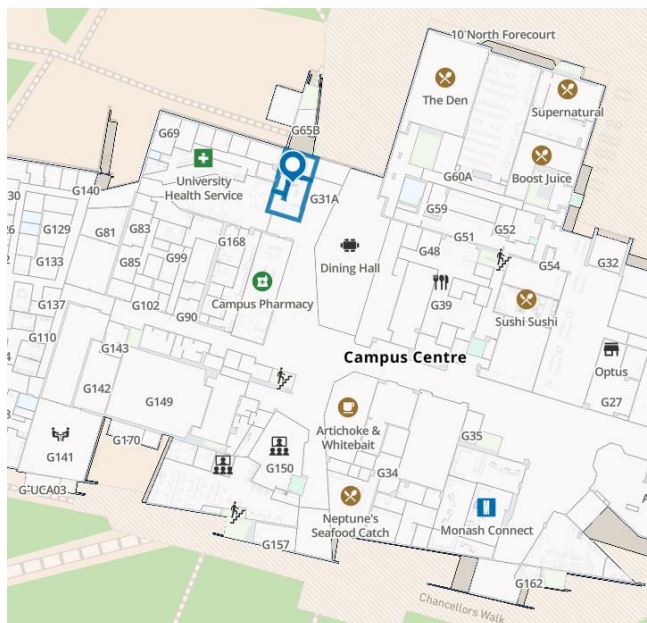 10 North Forecourt
The Den
Supernatural
G69
G65B
University
Health Service
Boost Juice
G60A
G140
G31A
G59
30
G129
G81
G83
G168
G52
G51
G48
G32
G133
G85
G99
Dining Hall
G54
G39
G137
G102
Campus Pharmacy
Sushi Sushi
G90
G110
G143
Campus Centre
Optus
G142
G149
G27
Artichoke &
Whitebait
G35
G170
G141
G150
G34
G-UCA03
Neptune's
Seafood Catch
Monash Connect
G157
G162
Chancellors Walk